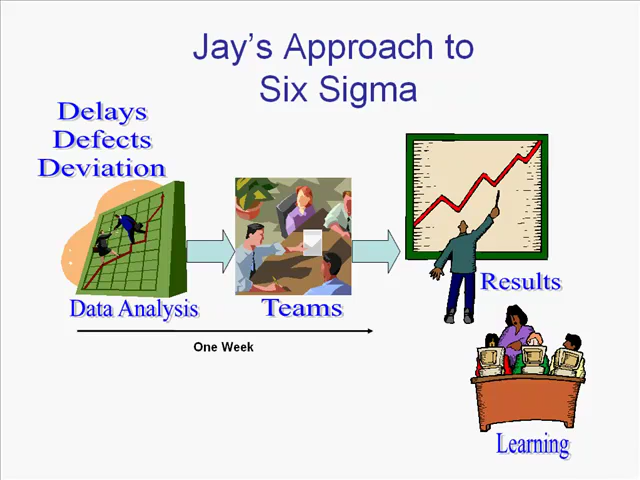 Jay's Approach to
Six Sigma
Delays
Defects
Deviation
Data Analysis
Teams
Results
One Week
Learning